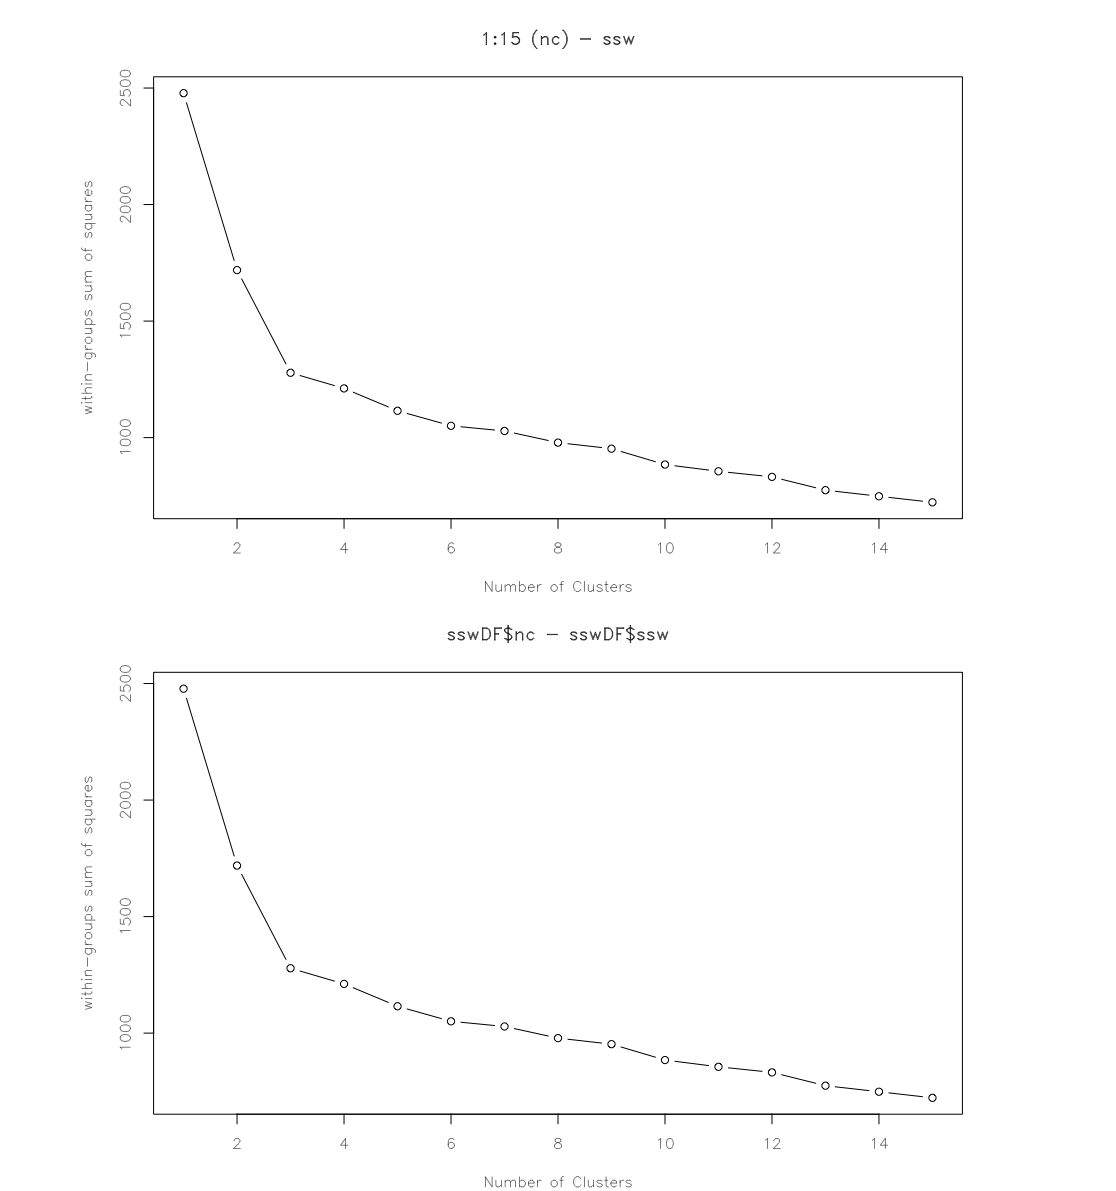 1:15 (nc) - ssw
2500
2000
1500
1000
within-groups sum of squares
2 4 6 8 10 12 14
Number of Clusters
sswDF$nc - sswDF$ssw
2500
2000
1500
1000
within-groups sum of squares
2 4 6 8 10 12 14
Number of Clusters